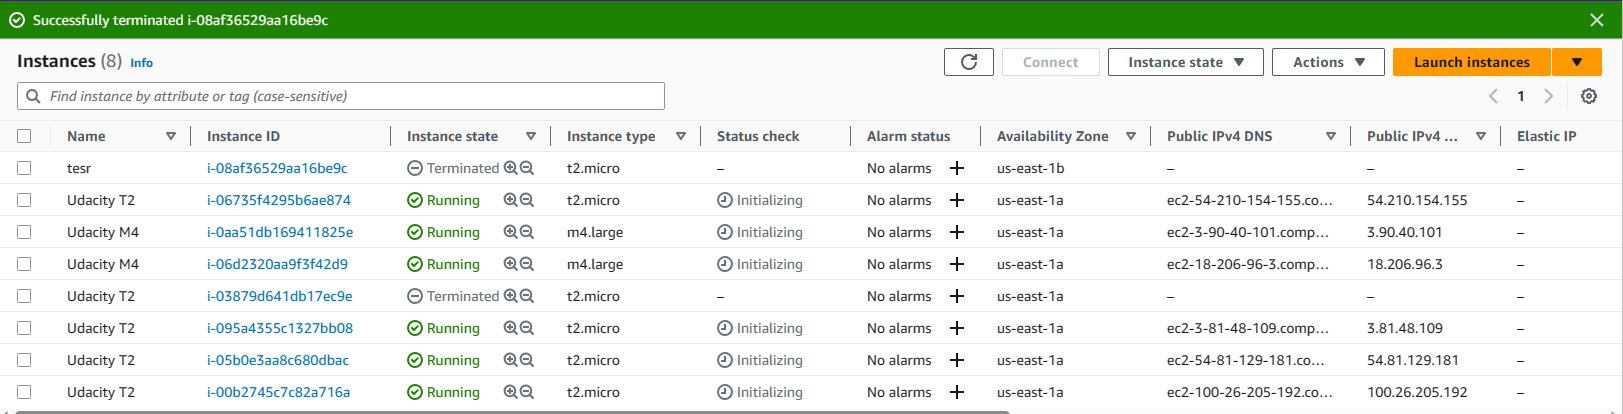 Successfully terminated i-08af36529aa16be9c
Instances (8) Info
Connect Instance state Actions Launch instances
Find instance by attribute or tag (case-sensitive) 1
Name Instance ID Instance state Instance type Status check Alarm status Availability Zone Public IPv4 DNS Public IPv4 ... Elastic IP
tesr i-08af36529aa16be9c Terminated t2.micro – No alarms + us-east-1b – – –
Udacity T2 i-06735f4295b6ae874 Running t2.micro Initializing No alarms + us-east-1a ec2-54-210-154-155.co... 54.210.154.155 –
Udacity M4 i-0aa51db169411825e Running m4.large Initializing No alarms + us-east-1a ec2-3-90-40-101.comp... 3.90.40.101 –
Udacity M4 i-06d2320aa9f3f42d9 Running m4.large Initializing No alarms + us-east-1a ec2-18-206-96-3.comp... 18.206.96.3 –
Udacity T2 i-03879d641db17ec9e Terminated t2.micro – No alarms + us-east-1a – – –
Udacity T2 i-095a4355c1327bb08 Running t2.micro Initializing No alarms + us-east-1a ec2-3-81-48-109.comp... 3.81.48.109 –
Udacity T2 i-05b0e3aa8c680dbac Running t2.micro Initializing No alarms + us-east-1a ec2-54-81-129-181.co... 54.81.129.181 –
Udacity T2 i-00b2745c7c82a716a Running t2.micro Initializing No alarms + us-east-1a ec2-100-26-205-192.co... 100.26.205.192 –